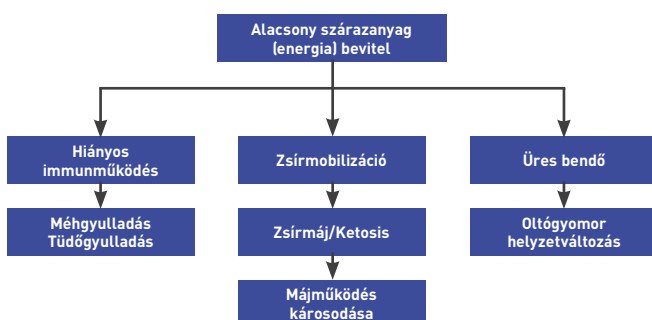 Alacsony szárazanyag
(energia) bevitel
Hiányos
immunműködés
Zsírmobilizáció
Üres bendő
Méhgyulladás
Tüdőgyulladás
Zsírmáj/Ketosis
Oltógyomor
helyzetváltozás
Májműködés
károsodása